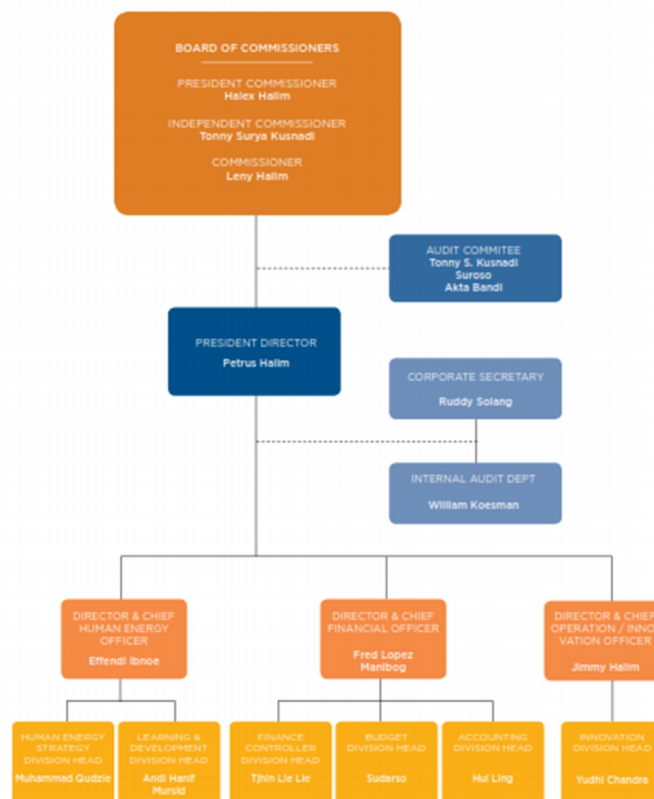 BOARD OF COMMISSIONERS
PRESIDENT COMMISSIONER
Halex Halim
INDEPENDENT COMMISSIONER
Tonny Surya Kusnadi
COMMISSIONER
Leny Halim
AUDIT COMMITEE
Tonny S. Kusnadi
Suroso
Akta Bandi
PRESIDENT DIRECTOR
Petrus Halim
CORPORATE SECRETARY
Ruddy Solang
INTERNAL AUDIT DEPT
William Koesman
DIRECTOR & CHIEF
HUMAN ENERGY
OFFICER
Effendi Ibnoe
DIRECTOR & CHIEF
FINANCIAL OFFICER
Fred Lopez
Manibog
DIRECTOR & CHIEF
OPERATION / INNO
VATION OFFICER
Jimmy Halim
HUMAN ENERGY
STRATEGY
DIVISION HEAD
Muhammad Qudzie
LEARNING &
DEVELOPMENT
DIVISION HEAD
Andi Hanif
Mursid
FINANCE
CONTROLLER
DIVISION HEAD
Tjhin Lie Lie
BUDGET
DIVISION HEAD
Sudarso
ACCOUNTING
DIVISION HEAD
Hui Ling
INNOVATION
DIVISION HEAD
Yudhi Chandra